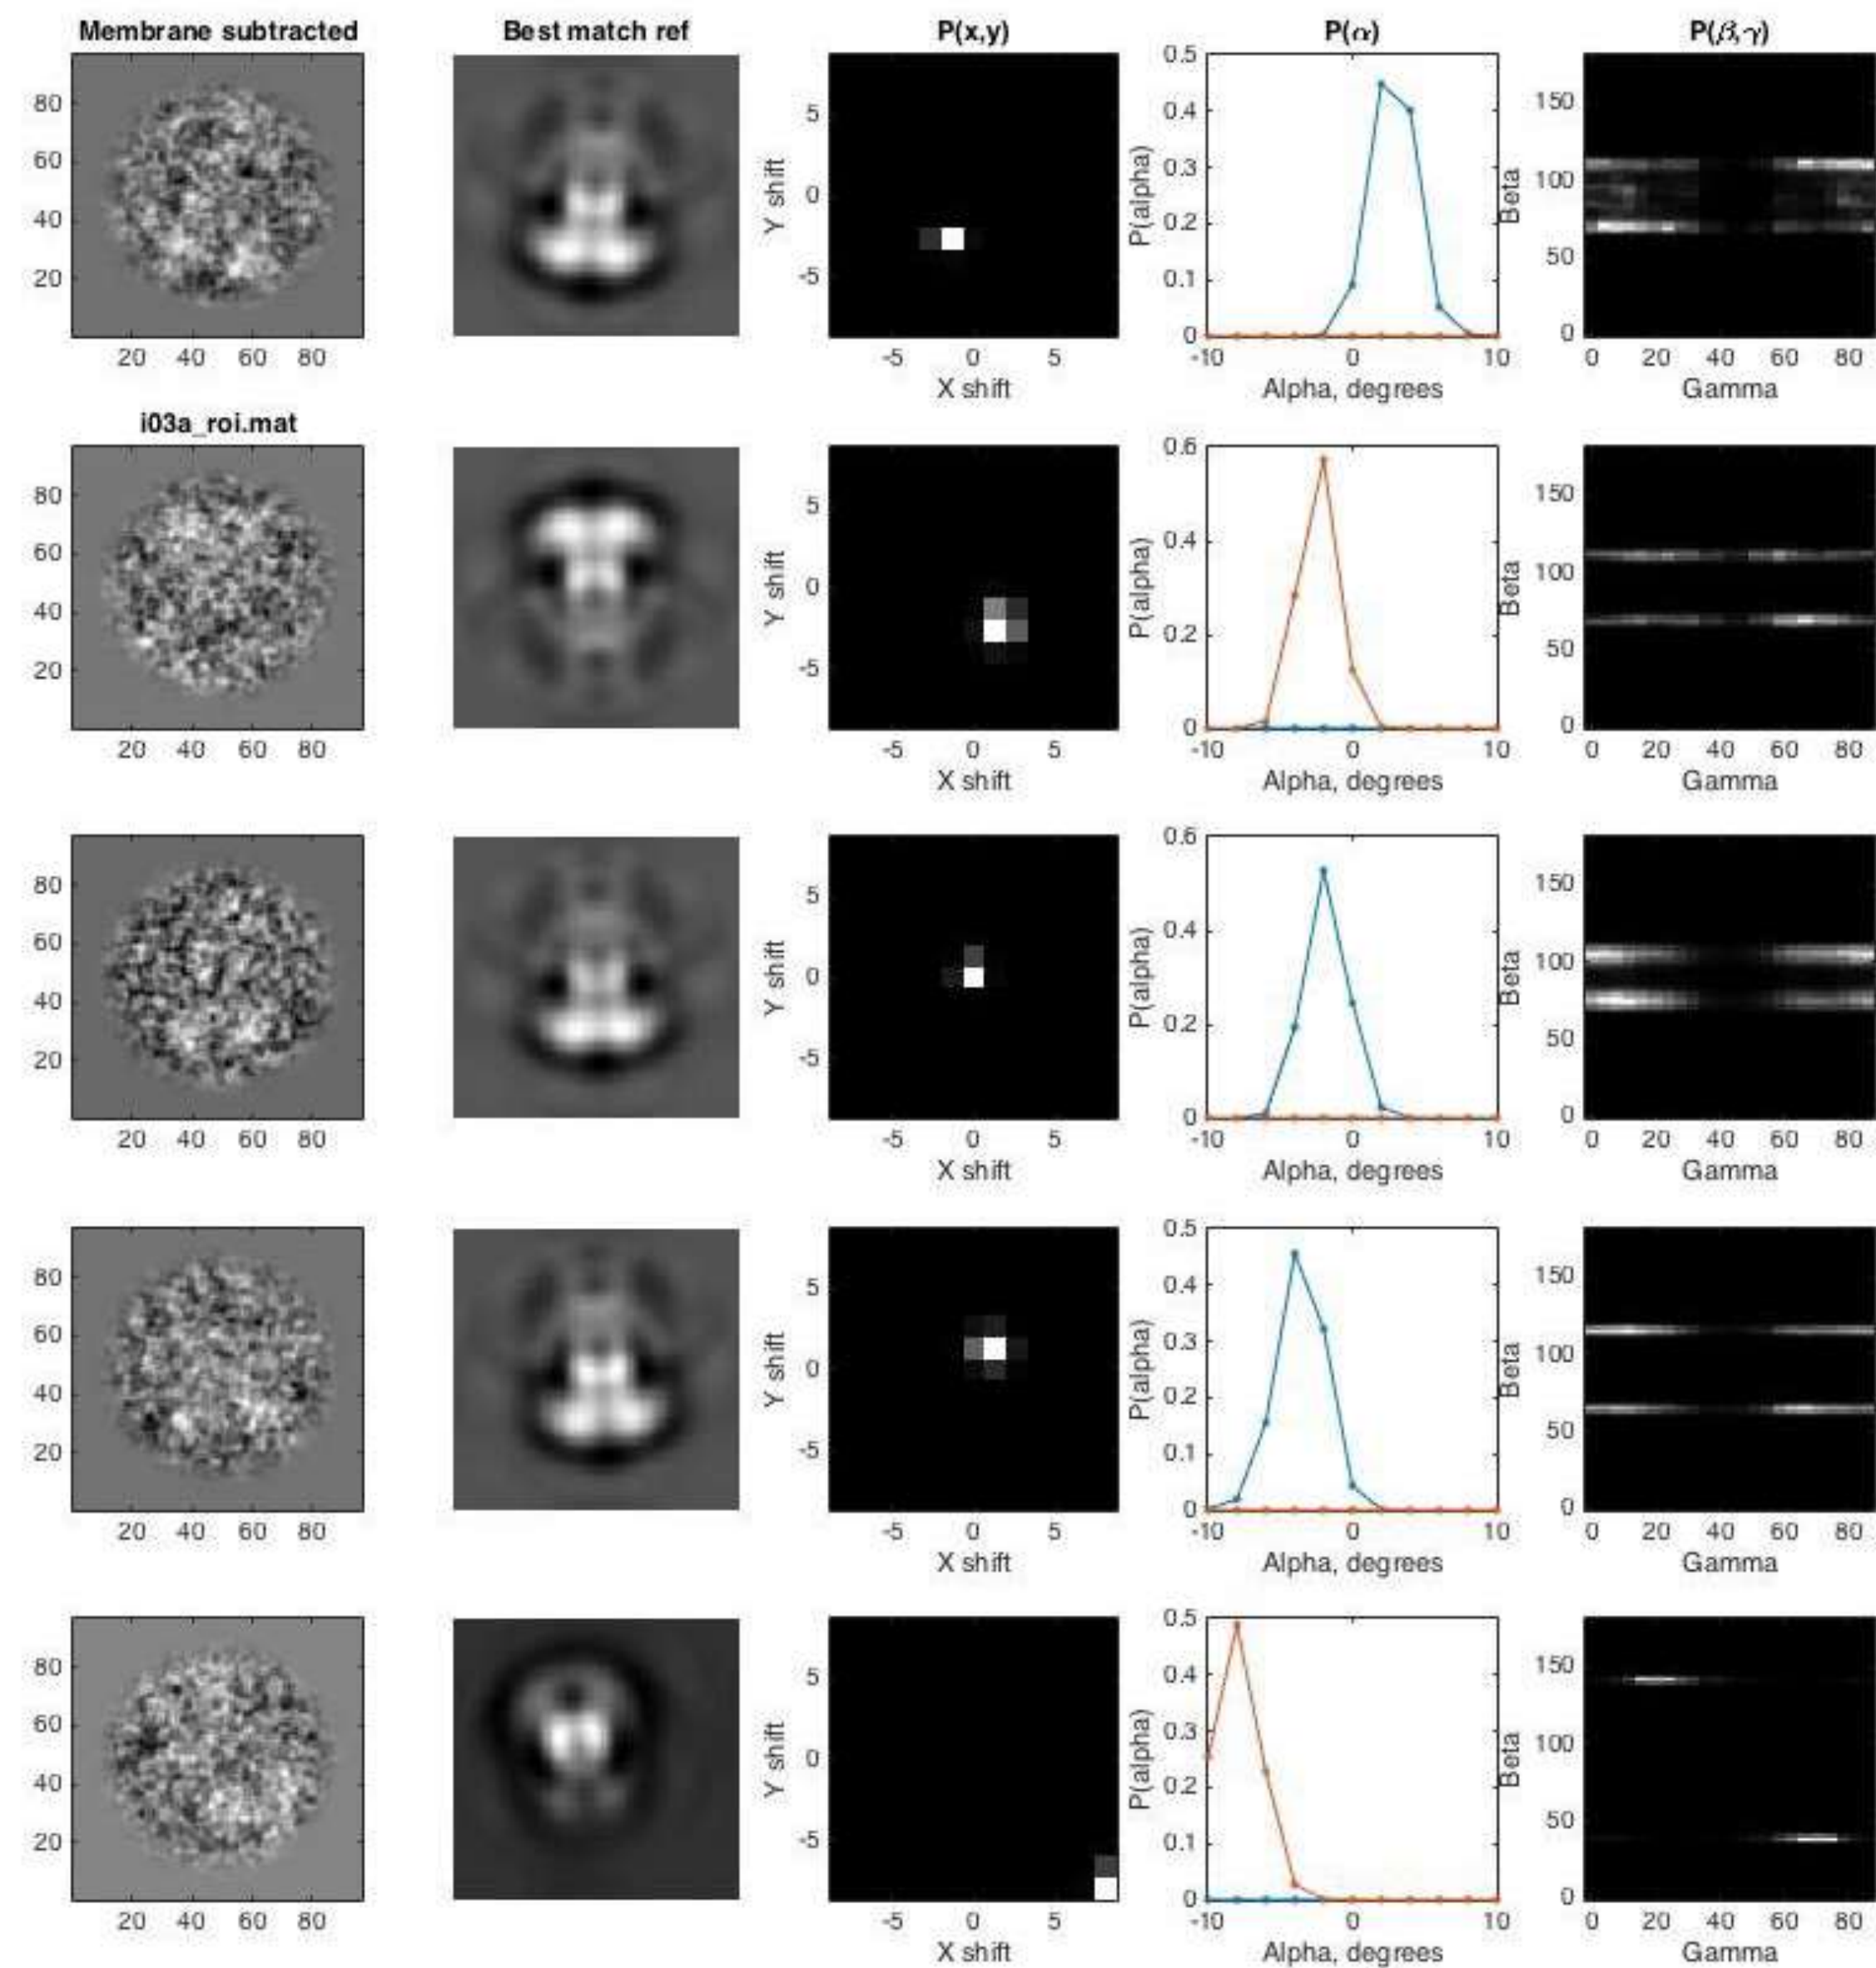 Membrane subtracted Best match ref P(x,y) P(α) P(β,γ)
80
60
40
20
20 40 60 80
Y shift
5
0
-5
-5 0 5
X shift
P(alpha)
0.5
0.4
0.3
0.2
0.1
0
-10 0 10
Alpha, degrees
Beta
150
100
50
0
0 20 40 60 80
Gamma
i03a_roi.mat
80
60
40
20
20 40 60 80
Y shift
5
0
-5
-5 0 5
X shift
P(alpha)
0.6
0.4
0.2
0
-10 0 10
Alpha, degrees
Beta
150
100
50
0
0 20 40 60 80
Gamma
80
60
40
20
20 40 60 80
Y shift
5
0
-5
-5 0 5
X shift
P(alpha)
0.6
0.4
0.2
0
-10 0 10
Alpha, degrees
Beta
150
100
50
0
0 20 40 60 80
Gamma
80
60
40
20
20 40 60 80
Y shift
5
0
-5
-5 0 5
X shift
P(alpha)
0.5
0.4
0.3
0.2
0.1
0
-10 0 10
Alpha, degrees
Beta
150
100
50
0
0 20 40 60 80
Gamma
80
60
40
20
20 40 60 80
Y shift
5
0
-5
-5 0 5
X shift
P(alpha)
0.5
0.4
0.3
0.2
0.1
0
-10 0 10
Alpha, degrees
Beta
150
100
50
0
0 20 40 60 80
Gamma